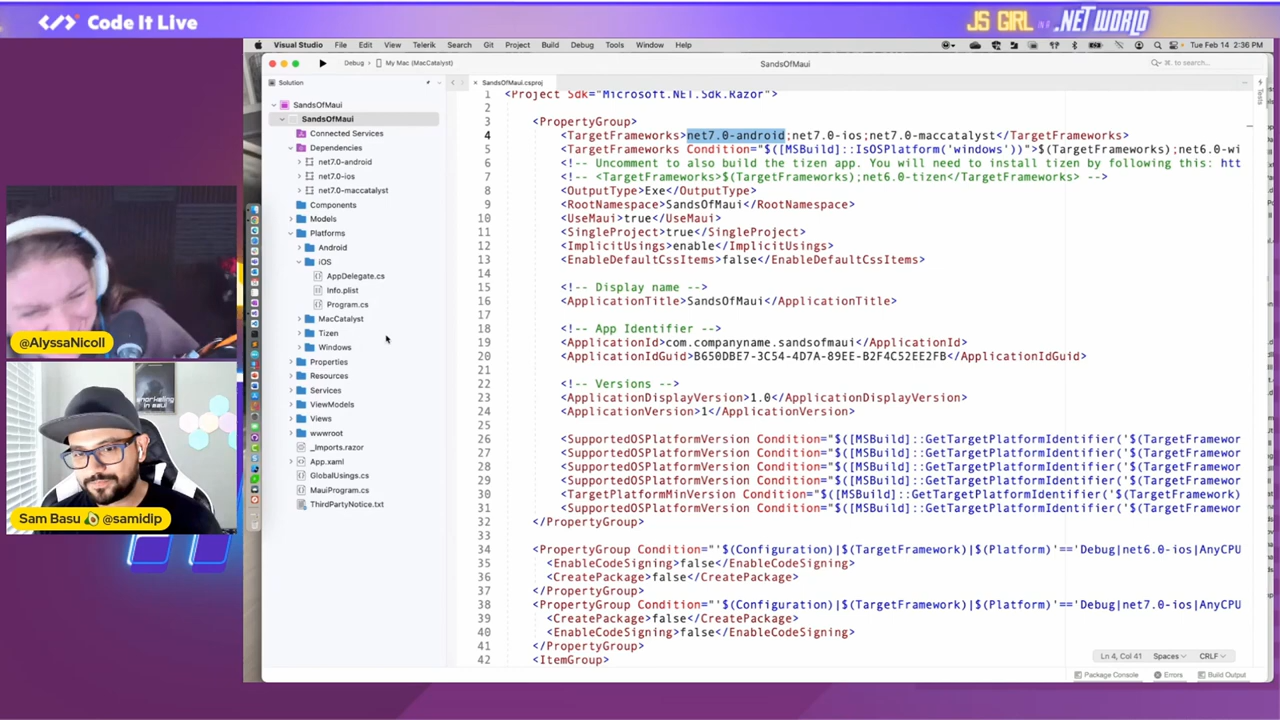 </> Code It Live
JS GIRL IN A .NET WORLD
Visual Studio File Edit View Telerik Search Git Project Build Debug Tools Window Help
Tue Feb 14 2:36 PM
Debug > My Mac (MacCatalyst)
SandsOfMaui
⌘. to search...
Solution
SandsOfMaui.csproj
Tests
SandsOfMaui
SandsOfMaui
Connected Services
Dependencies
net7.0-android
net7.0-ios
net7.0-maccatalyst
Components
Models
Platforms
Android
iOS
AppDelegate.cs
Info.plist
Program.cs
MacCatalyst
Tizen
Windows
Properties
Resources
Services
ViewModels
Views
wwwroot
_Imports.razor
App.xaml
GlobalUsings.cs
MauiProgram.cs
ThirdPartyNotice.txt
1 <Project Sdk="Microsoft.NET.Sdk.Razor">
2
3 <PropertyGroup>
4 <TargetFrameworks>net7.0-android;net7.0-ios;net7.0-maccatalyst</TargetFrameworks>
5 <TargetFrameworks Condition="$([MSBuild]::IsOSPlatform('windows'))">$(TargetFrameworks);net6.0-wi
6 <!-- Uncomment to also build the tizen app. You will need to install tizen by following this: htt
7 <!-- <TargetFrameworks>$(TargetFrameworks);net6.0-tizen</TargetFrameworks> -->
8 <OutputType>Exe</OutputType>
9 <RootNamespace>SandsOfMaui</RootNamespace>
10 <UseMaui>true</UseMaui>
11 <SingleProject>true</SingleProject>
12 <ImplicitUsings>enable</ImplicitUsings>
13 <EnableDefaultCssItems>false</EnableDefaultCssItems>
14
15 <!-- Display name -->
16 <ApplicationTitle>SandsOfMaui</ApplicationTitle>
17
18 <!-- App Identifier -->
19 <ApplicationId>com.companyname.sandsofmaui</ApplicationId>
20 <ApplicationIdGuid>B650DBE7-3C54-4D7A-89EE-B2F4C52EE2FB</ApplicationIdGuid>
21
22 <!-- Versions -->
23 <ApplicationDisplayVersion>1.0</ApplicationDisplayVersion>
24 <ApplicationVersion>1</ApplicationVersion>
25
26 <SupportedOSPlatformVersion Condition="$([MSBuild]::GetTargetPlatformIdentifier('$(TargetFramewor
27 <SupportedOSPlatformVersion Condition="$([MSBuild]::GetTargetPlatformIdentifier('$(TargetFramewor
28 <SupportedOSPlatformVersion Condition="$([MSBuild]::GetTargetPlatformIdentifier('$(TargetFramewor
29 <SupportedOSPlatformVersion Condition="$([MSBuild]::GetTargetPlatformIdentifier('$(TargetFramewor
30 <TargetPlatformMinVersion Condition="$([MSBuild]::GetTargetPlatformIdentifier('$(TargetFramework)
31 <SupportedOSPlatformVersion Condition="$([MSBuild]::GetTargetPlatformIdentifier('$(TargetFramewor
32 </PropertyGroup>
33
34 <PropertyGroup Condition="'$(Configuration)|$(TargetFramework)|$(Platform)'=='Debug|net6.0-ios|AnyCPU
35 <EnableCodeSigning>false</EnableCodeSigning>
36 <CreatePackage>false</CreatePackage>
37 </PropertyGroup>
38 <PropertyGroup Condition="'$(Configuration)|$(TargetFramework)|$(Platform)'=='Debug|net7.0-ios|AnyCPU
39 <CreatePackage>false</CreatePackage>
40 <EnableCodeSigning>false</EnableCodeSigning>
41 </PropertyGroup>
42 <ItemGroup>
Ln 4, Col 41 Spaces CRLF
Package Console Errors Build Output
@AlyssaNicoll
snorkeling in maui
Sam Basu 🥑 @samidip